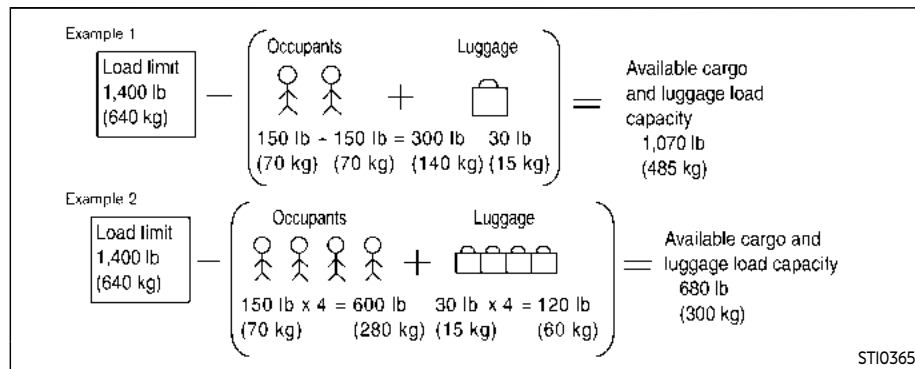 Example 1
Load limit
1,400 lb
(640 kg)
Occupants
Luggage
+
150 lb - 150 lb = 300 lb 30 lb
(70 kg) (70 kg) (140 kg) (15 kg)
=
Available cargo
and luggage load
capacity
1,070 lb
(485 kg)
Example 2
Load limit
1,400 lb
(640 kg)
Occupants
Luggage
+
150 lb x 4 = 600 lb 30 lb x 4 = 120 lb
(70 kg) (280 kg) (15 kg) (60 kg)
=
Available cargo and
luggage load capacity
680 lb
(300 kg)
STI0365